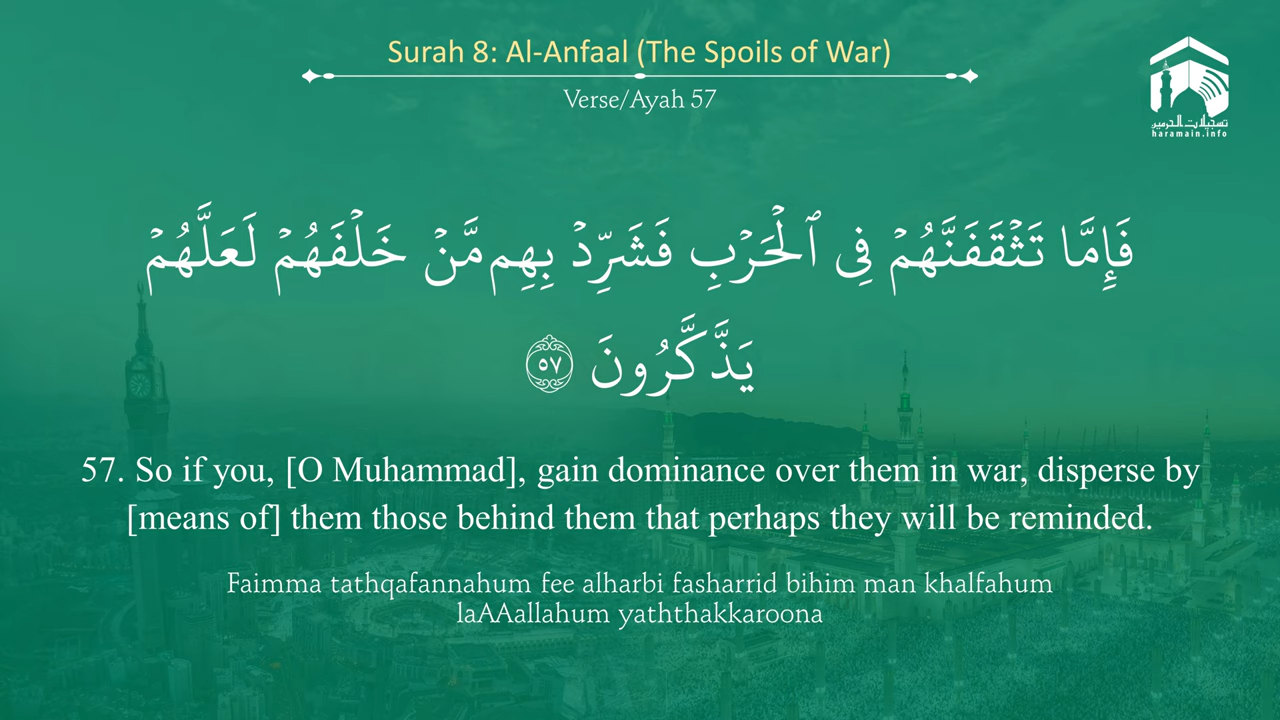 Surah 8: Al-Anfaal (The Spoils of War)
Verse/Ayah 57
تسجيلات الحرمين
haramain.info
فَإِمَّا تَثْقَفَنَّهُمْ فِى ٱلْحَرْبِ فَشَرِّدْ بِهِم مَّنْ خَلْفَهُمْ لَعَلَّهُمْ
يَذَّكَّرُونَ ٥٧
57. So if you, [O Muhammad], gain dominance over them in war, disperse by
[means of] them those behind them that perhaps they will be reminded.
Faimma tathqafannahum fee alharbi fasharrid bihim man khalfahum
laAAallahum yaththakkaroona